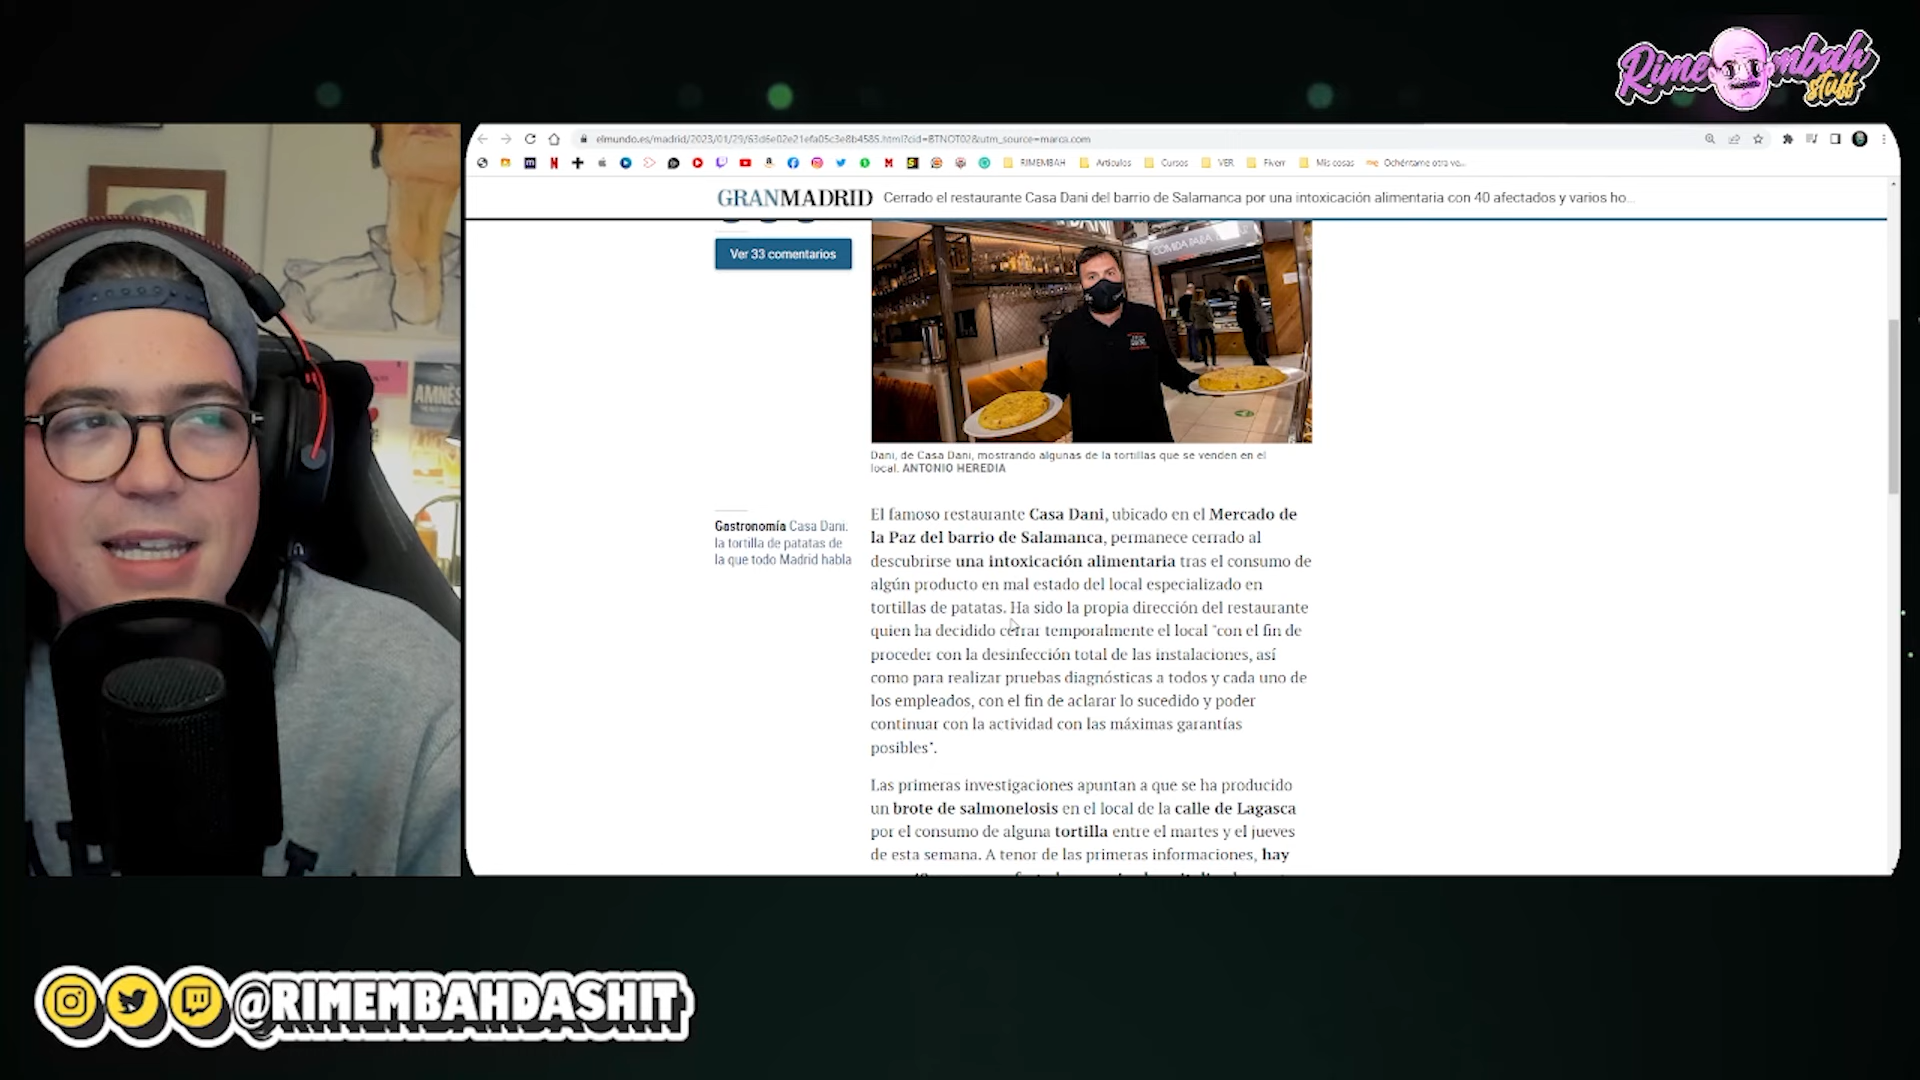 Rimembah
stuff
elmundo.es/madrid/2023/01/29/63d6e02e21efa05c3e8b4585.html?cid=BTNOT02&utm_source=marca.com
RIMEMBAH Artículos Cursos VER Fiverr Mis cosas Ochéntame otra ve...
GRANMADRID Cerrado el restaurante Casa Dani del barrio de Salamanca por una intoxicación alimentaria con 40 afectados y varios ho...
Ver 33 comentarios
COMIDA PARA
AMNES
Dani, de Casa Dani, mostrando algunas de la tortillas que se venden en el
local. ANTONIO HEREDIA
Gastronomía Casa Dani.
la tortilla de patatas de
la que todo Madrid habla
El famoso restaurante Casa Dani, ubicado en el Mercado de
la Paz del barrio de Salamanca, permanece cerrado al
descubrirse una intoxicación alimentaria tras el consumo de
algún producto en mal estado del local especializado en
tortillas de patatas. Ha sido la propia dirección del restaurante
quien ha decidido cerrar temporalmente el local "con el fin de
proceder con la desinfección total de las instalaciones, así
como para realizar pruebas diagnósticas a todos y cada uno de
los empleados, con el fin de aclarar lo sucedido y poder
continuar con la actividad con las máximas garantías
posibles".
Las primeras investigaciones apuntan a que se ha producido
un brote de salmonelosis en el local de la calle de Lagasca
por el consumo de alguna tortilla entre el martes y el jueves
de esta semana. A tenor de las primeras informaciones, hay
@RIMEMBAHDASHIT